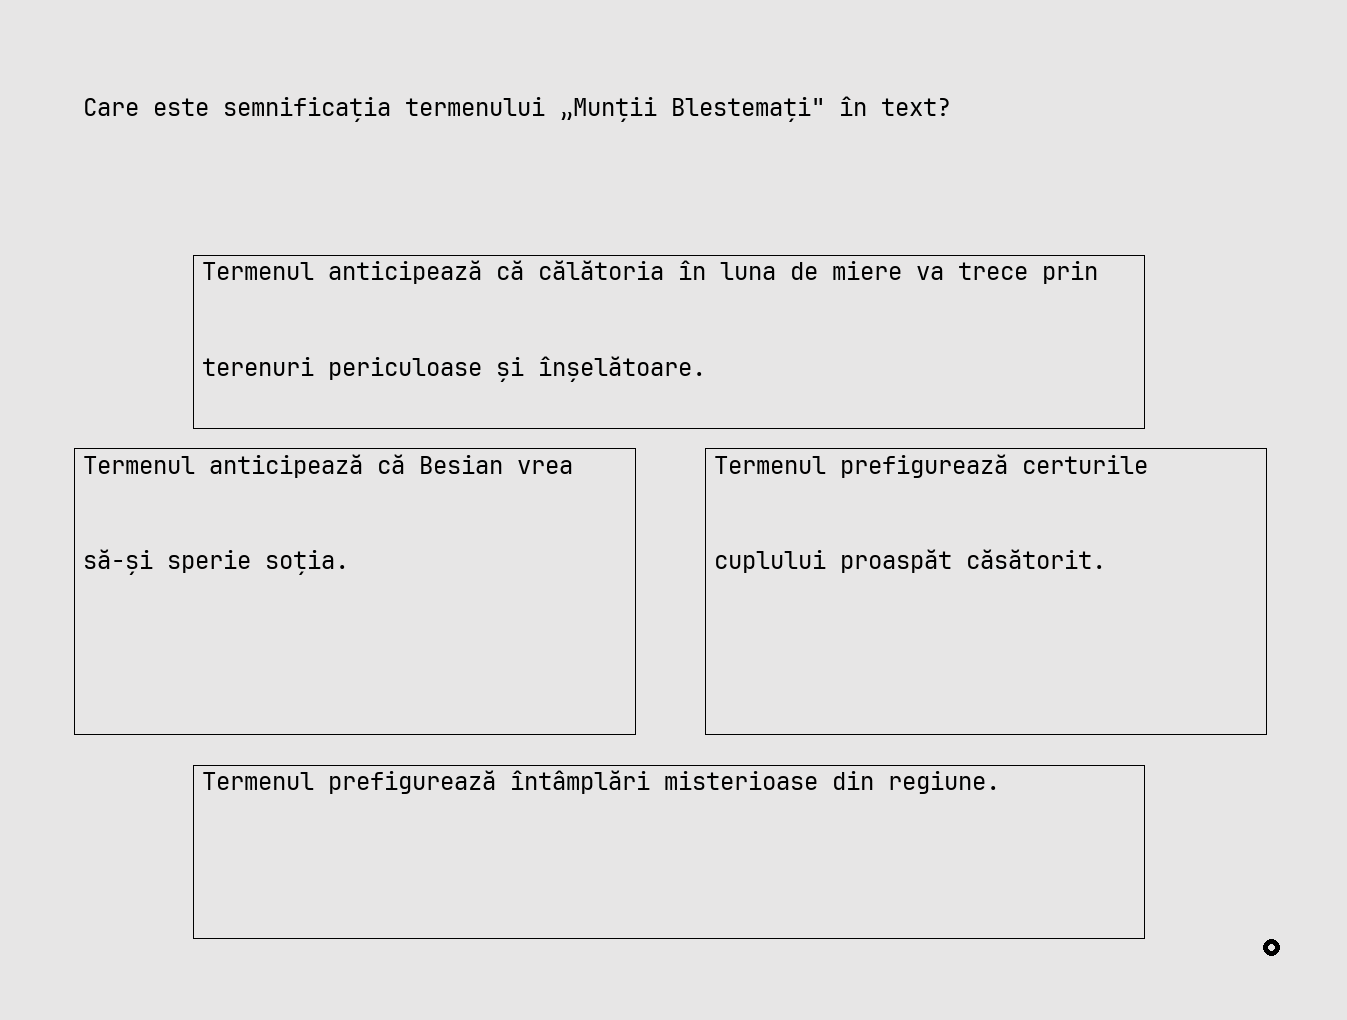 Care este semnificația termenului „Munții Blestemați" în text?
Termenul anticipează că călătoria în luna de miere va trece prin
terenuri periculoase și înșelătoare.
Termenul anticipează că Besian vrea
să-și sperie soția.
Termenul prefigurează certurile
cuplului proaspăt căsătorit.
Termenul prefigurează întâmplări misterioase din regiune.